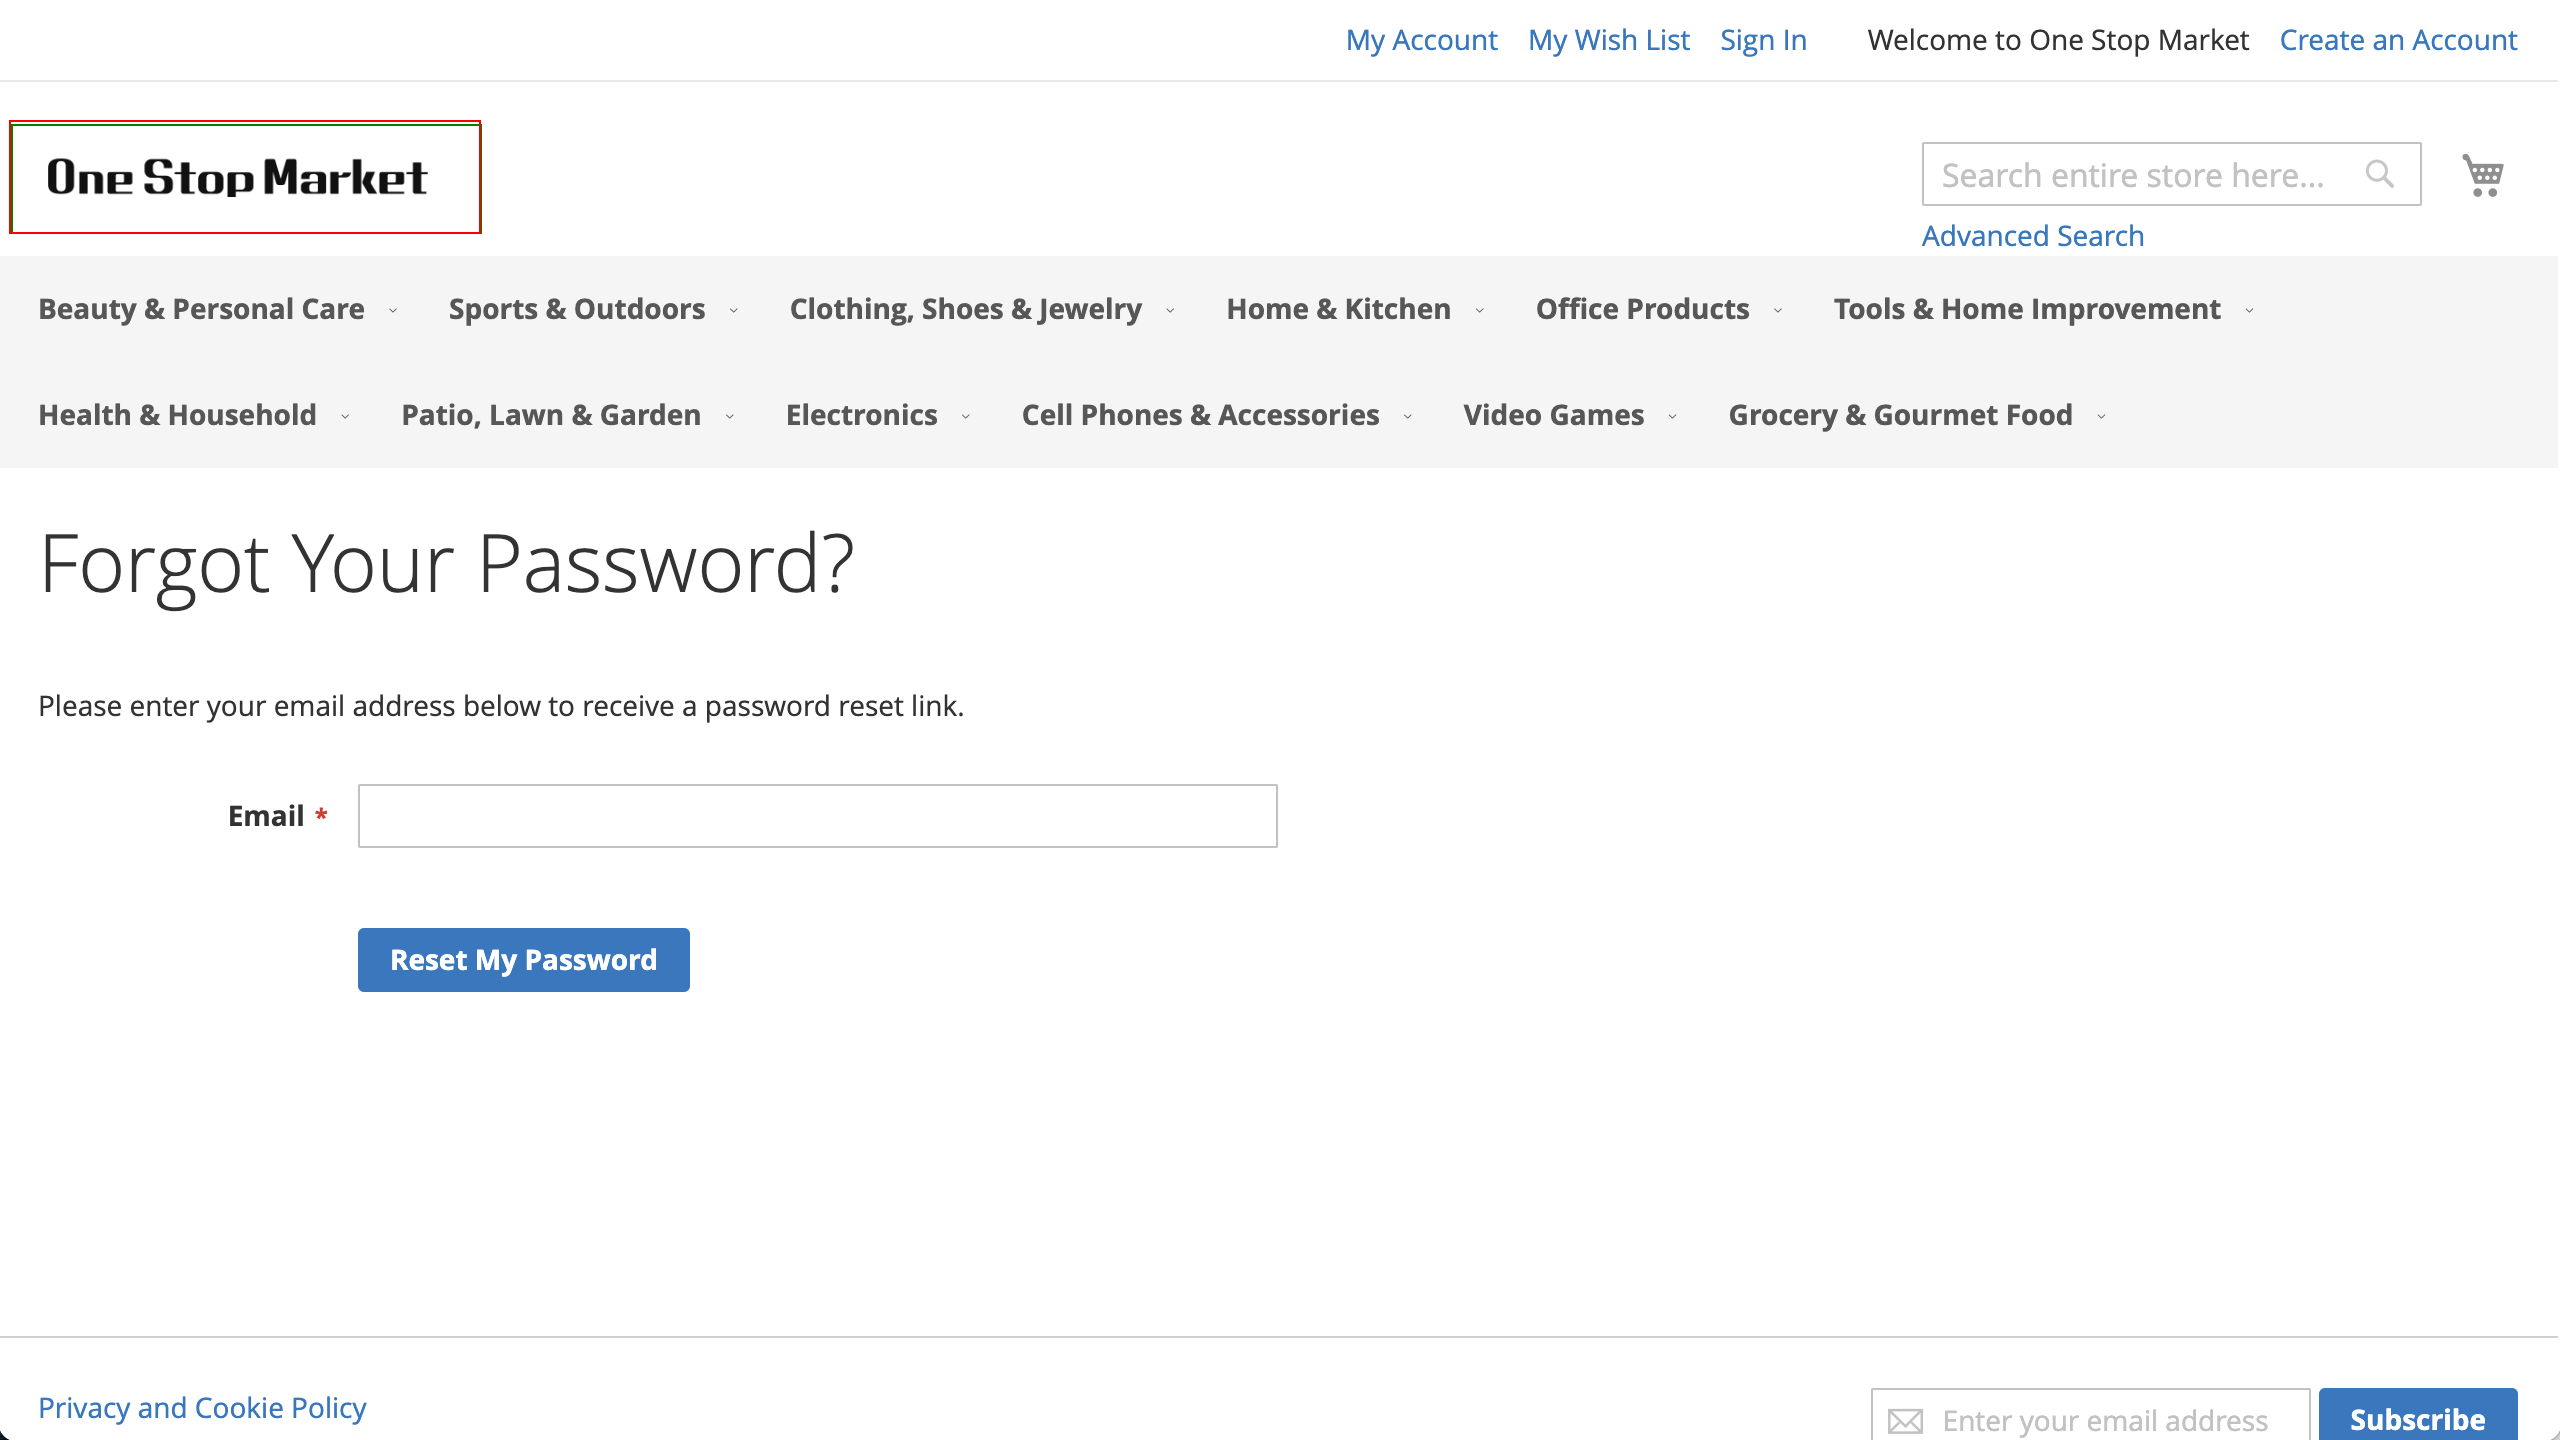 My Account My Wish List Sign In Welcome to One Stop Market Create an Account
One Stop Market
Search entire store here...
Advanced Search
Beauty & Personal Care Sports & Outdoors Clothing, Shoes & Jewelry Home & Kitchen Office Products Tools & Home Improvement
Health & Household Patio, Lawn & Garden Electronics Cell Phones & Accessories Video Games Grocery & Gourmet Food
Forgot Your Password?
Please enter your email address below to receive a password reset link.
Email *
Reset My Password
Privacy and Cookie Policy
Enter your email address Subscribe